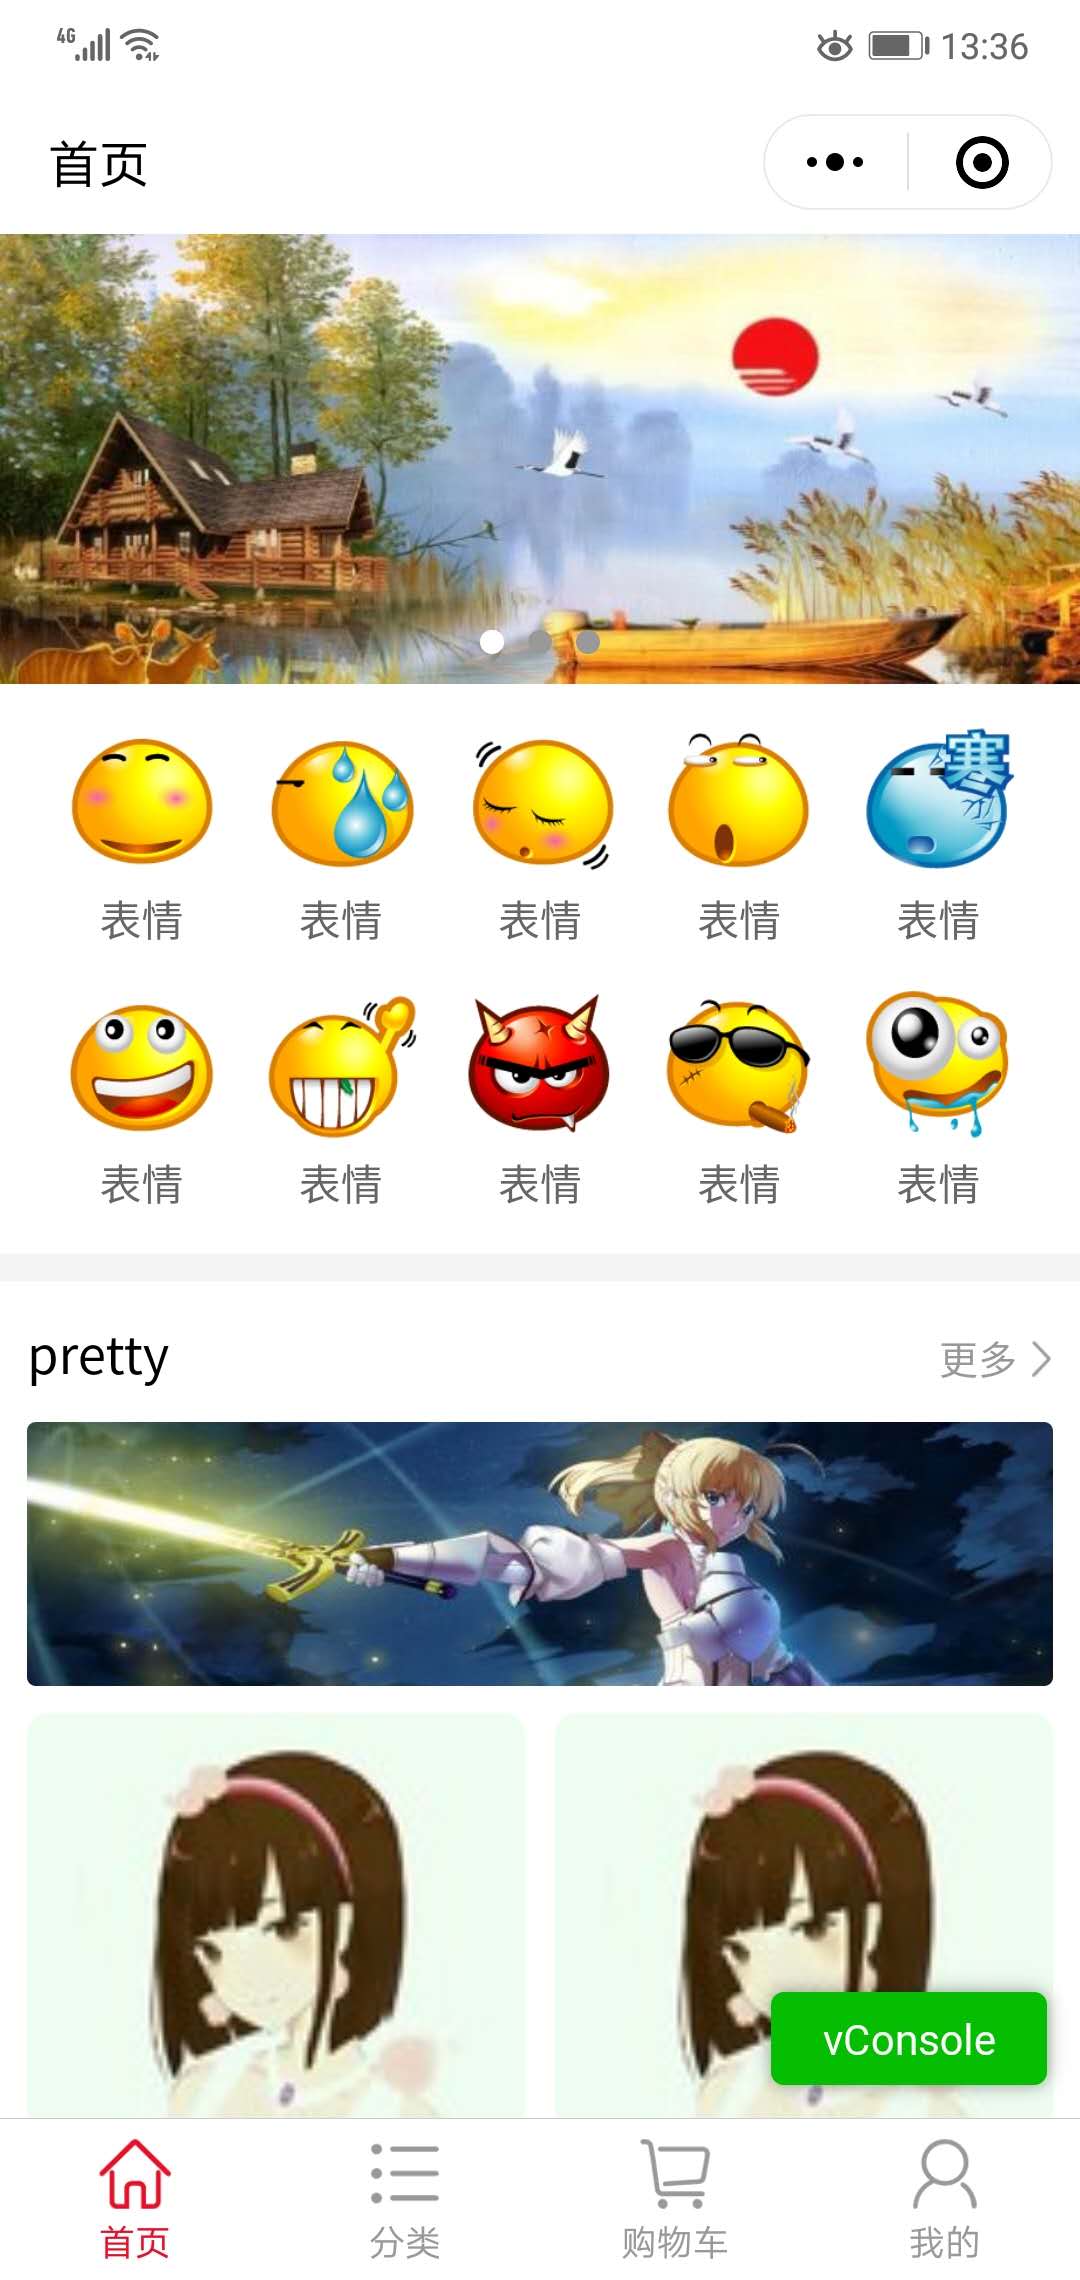 4G 13:36
首页
寒
表情 表情 表情 表情 表情
表情 表情 表情 表情 表情
pretty 更多
vConsole
首页 分类 购物车 我的